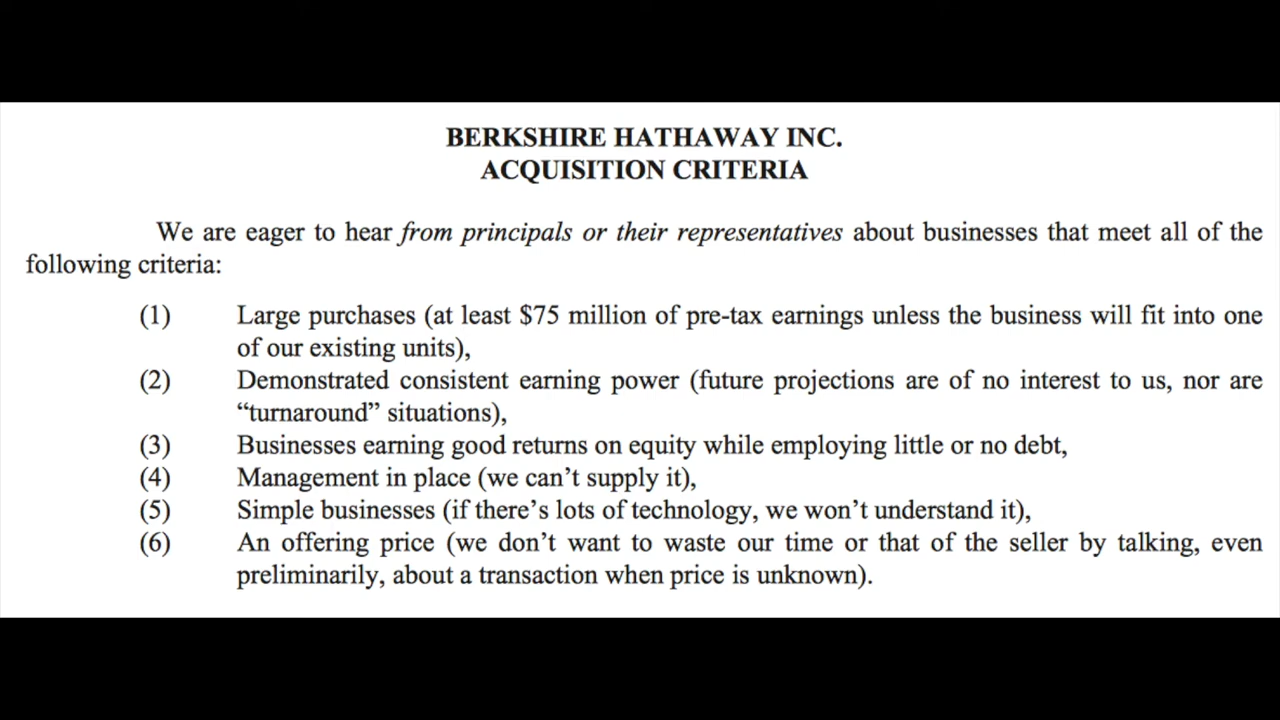 BERKSHIRE HATHAWAY INC.
ACQUISITION CRITERIA
We are eager to hear from principals or their representatives about businesses that meet all of the
following criteria:
(1) Large purchases (at least $75 million of pre-tax earnings unless the business will fit into one
of our existing units),
(2) Demonstrated consistent earning power (future projections are of no interest to us, nor are
“turnaround” situations),
(3) Businesses earning good returns on equity while employing little or no debt,
(4) Management in place (we can’t supply it),
(5) Simple businesses (if there’s lots of technology, we won’t understand it),
(6) An offering price (we don’t want to waste our time or that of the seller by talking, even
preliminarily, about a transaction when price is unknown).